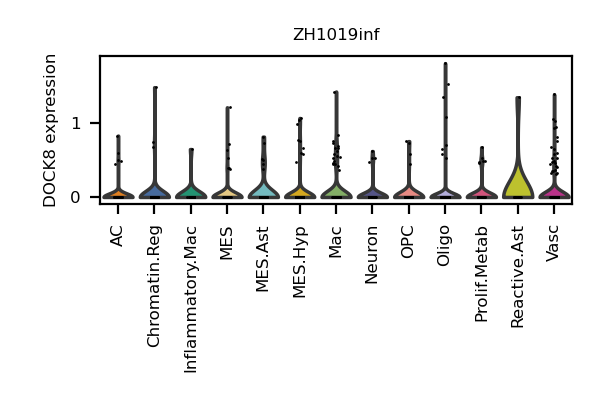 ZH1019inf
DOCK8 expression
1
0
AC
Chromatin.Reg
Inflammatory.Mac
MES
MES.Ast
MES.Hyp
Mac
Neuron
OPC
Oligo
Prolif.Metab
Reactive.Ast
Vasc